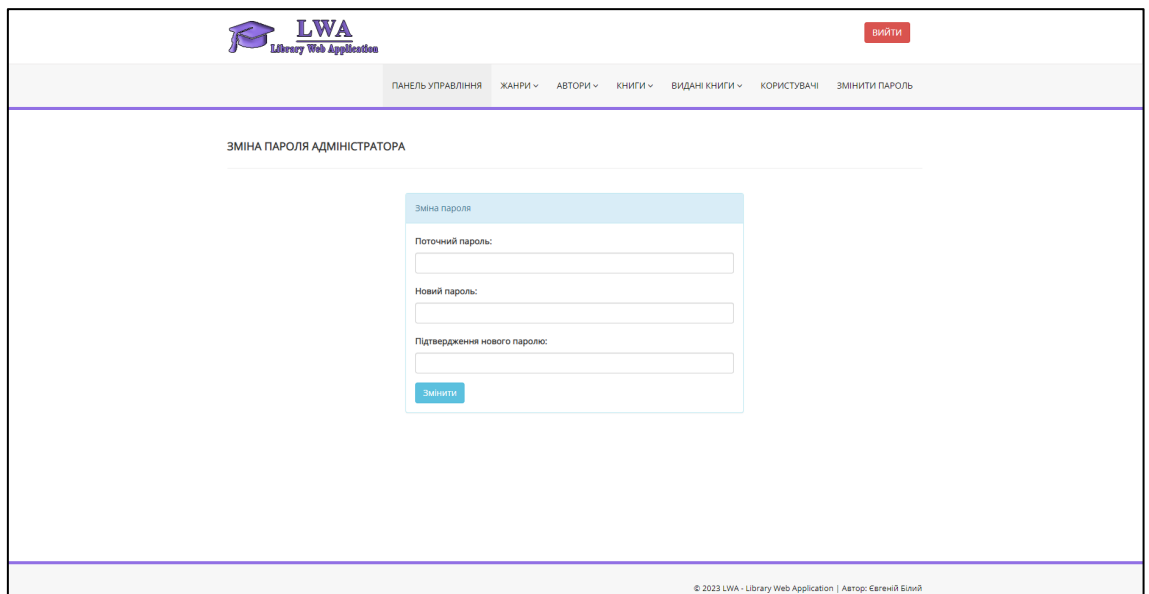 LWA
Library Web Application
ВИЙТИ
ПАНЕЛЬ УПРАВЛІННЯ ЖАНРИ АВТОРИ КНИГИ ВИДАНІ КНИГИ КОРИСТУВАЧІ ЗМІНИТИ ПАРОЛЬ
ЗМІНА ПАРОЛЯ АДМІНІСТРАТОРА
Зміна пароля
Поточний пароль:
Новий пароль:
Підтвердження нового паролю:
Змінити
© 2023 LWA - Library Web Application | Автор: Євгеній Білий